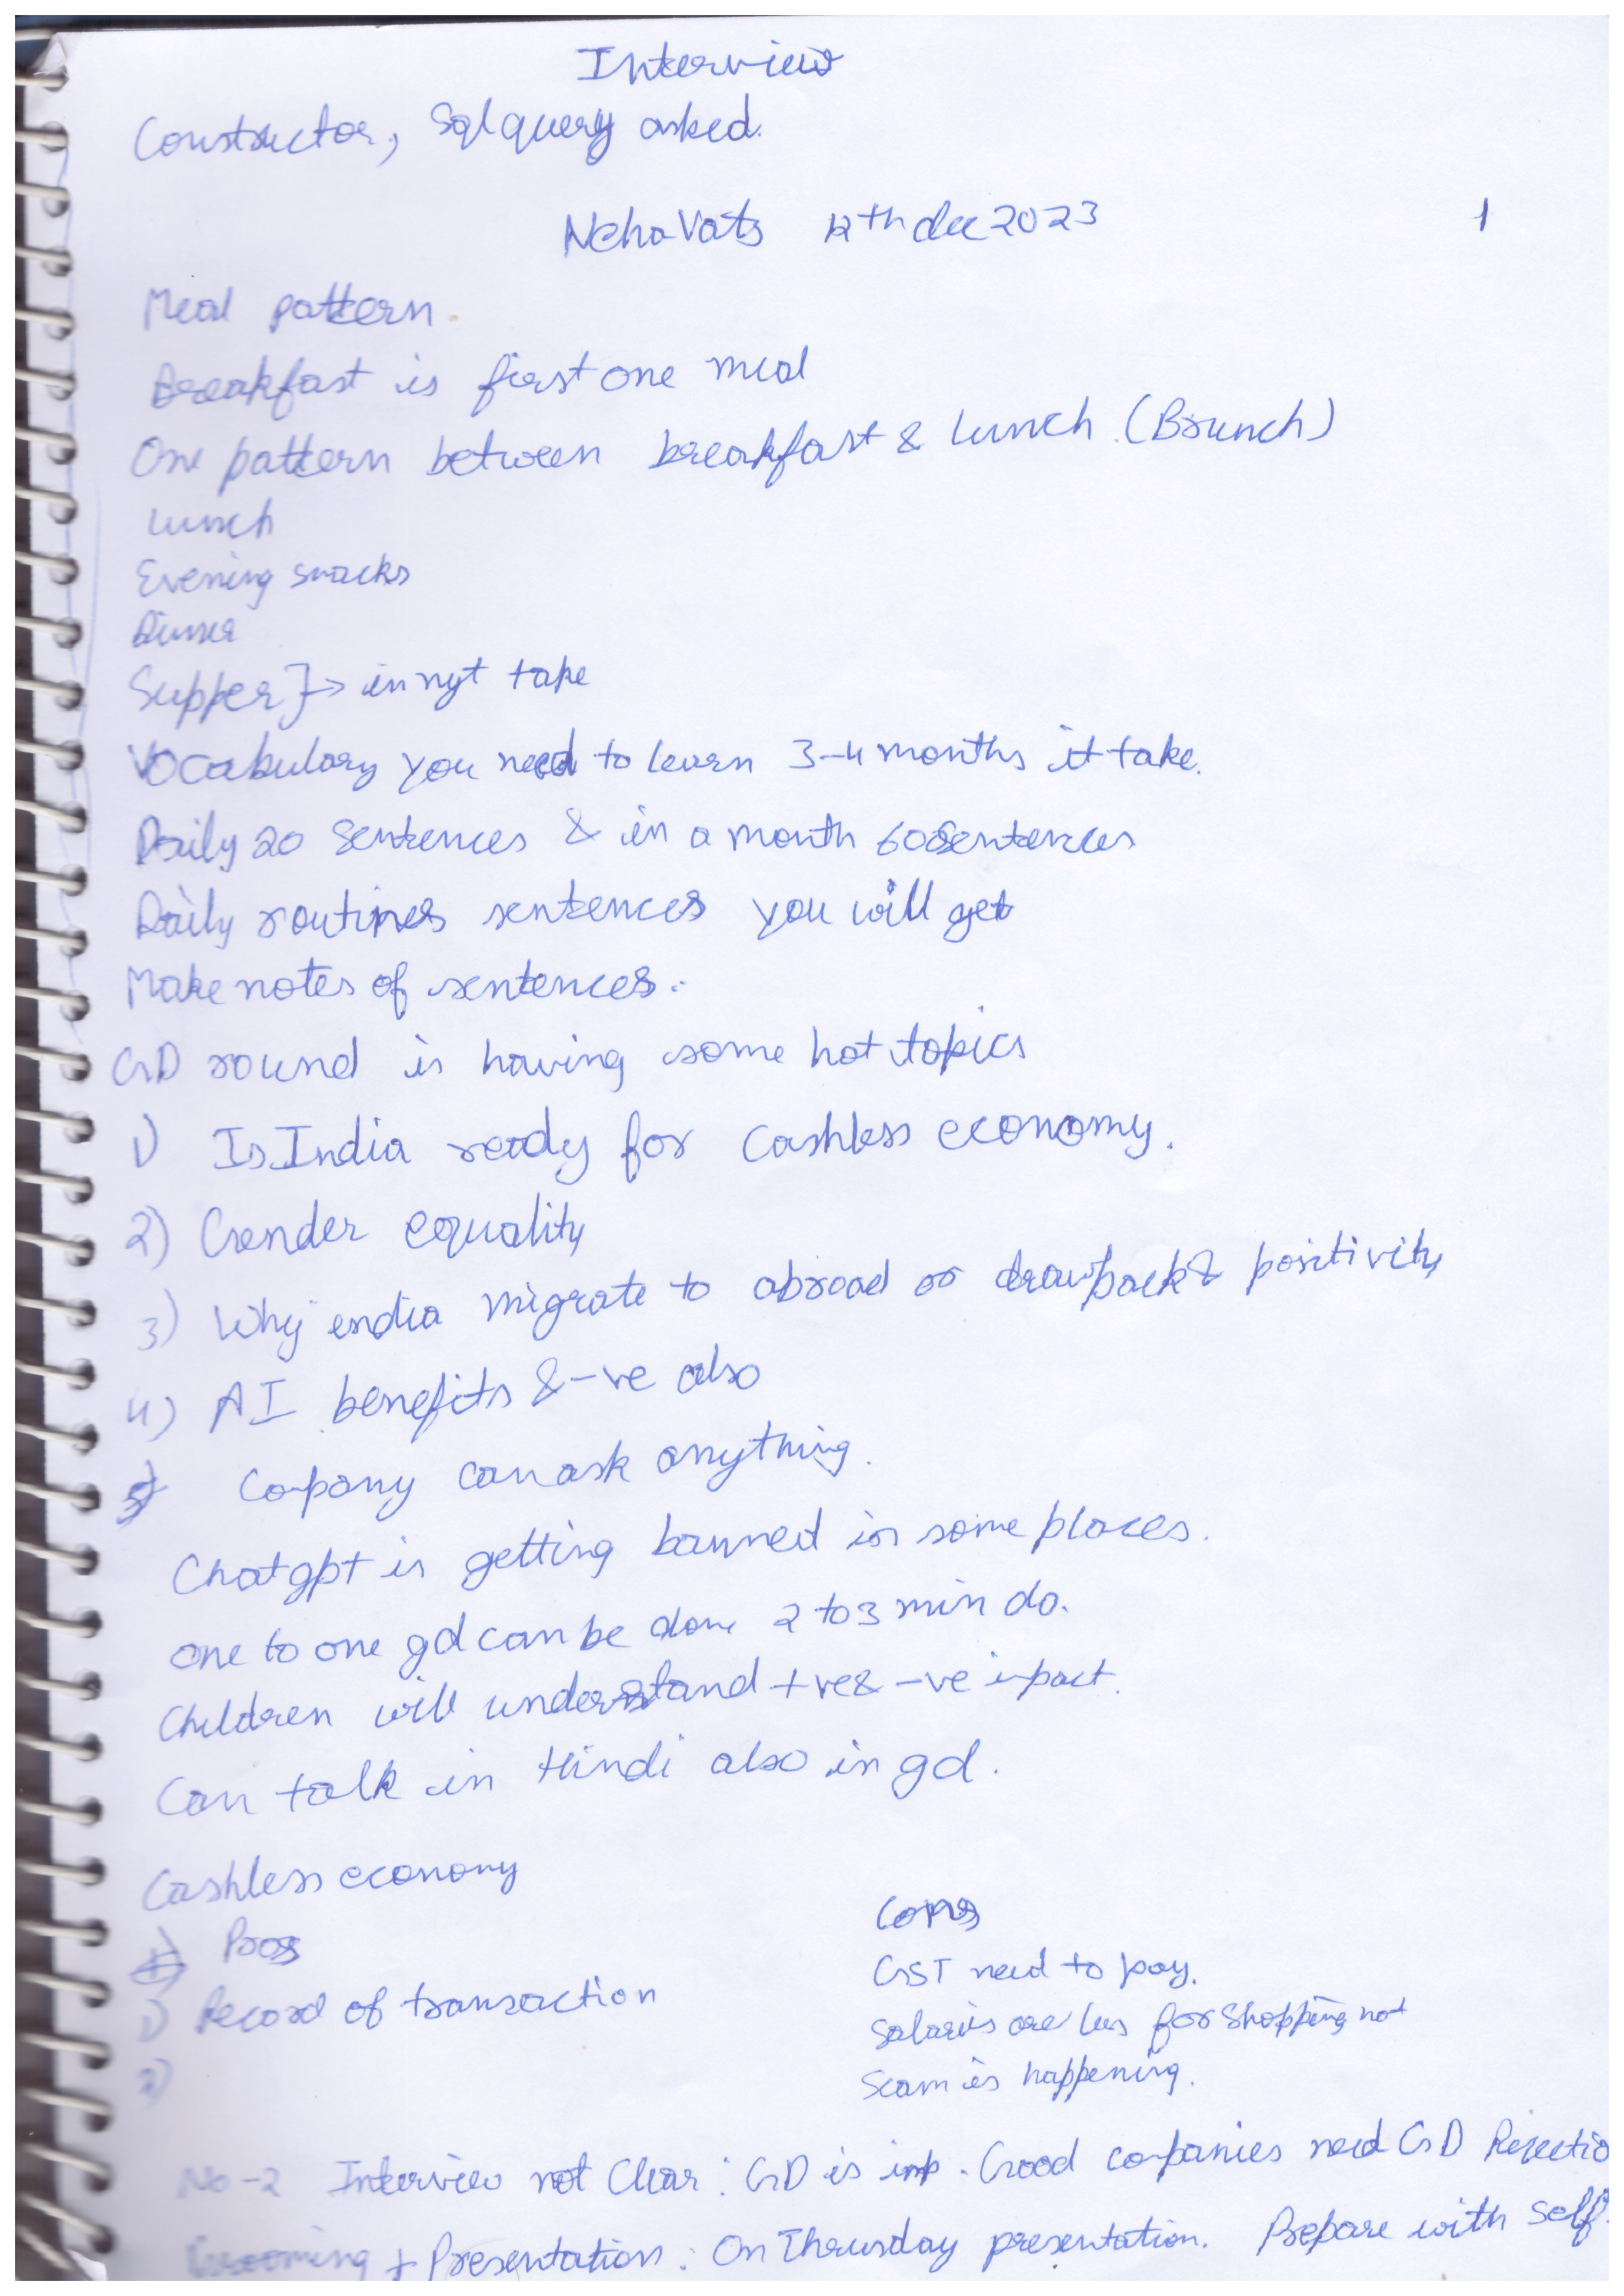 Interview
Constructor, Sql query asked.
Neha Vats 12th dec 2023
1
Meal pattern.
Breakfast is first one meal
One pattern between breakfast & lunch. (Brunch)
Lunch
Evening snacks
Dinner
Supper }-> in nyt take
Vocabulary you need to learn 3-4 months it take.
Daily 20 sentences & in a month 60 sentences
Daily routines sentences you will get
Make notes of sentences.
GD round is having some hot topics
1) Is India ready for cashless economy.
2) Gender equality
3) Why india migrate to abroad or drawback & positivity
4) AI benefits & -ve also
5) Copany can ask anything.
Chatgpt is getting banned in some places.
one to one gd can be done 2 to 3 min do.
Children will understand +ve & -ve ipact.
Can talk in Hindi also in gd.
Cashless economy
Pros
Cons
1) Record of transaction
GST need to pay.
2)
Salaries are less for shopping not
Scam is happening.
No-2 Interview not Clear: GD is imp. Good copanies need GD Rejectio
Grooming + Presentation: On Thrusday presentation. Prepare with self